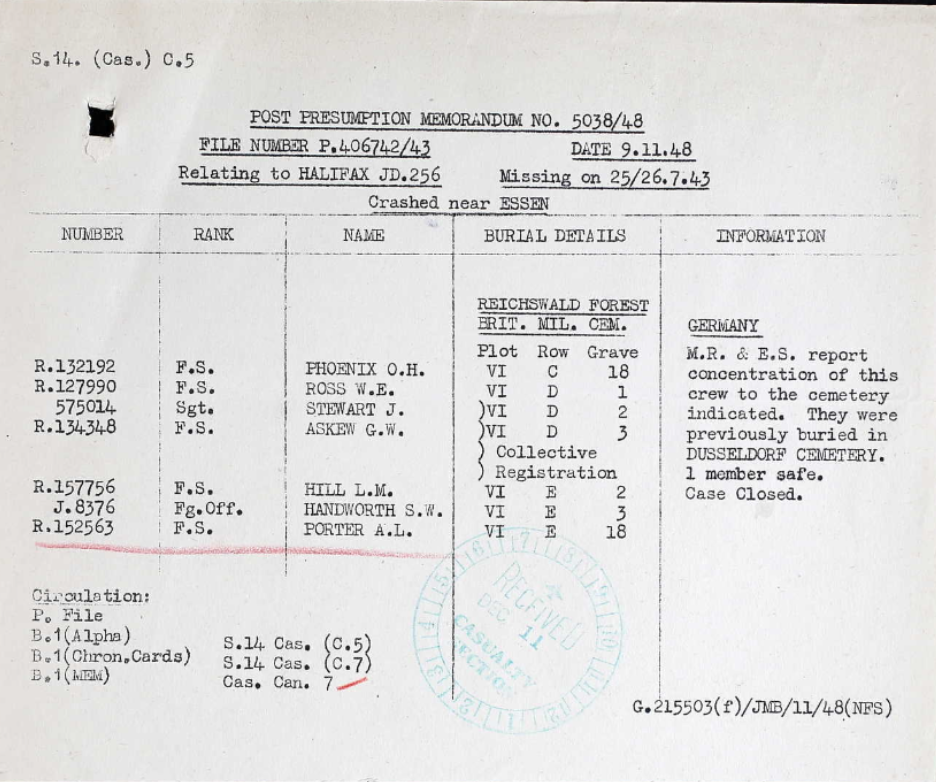 S.14. (Cas.) C.5
POST PRESUMPTION MEMORANDUM NO. 5038/48
FILE NUMBER P.406742/43 DATE 9.11.48
Relating to HALIFAX JD.256 Missing on 25/26.7.43
Crashed near ESSEN
NUMBER RANK NAME BURIAL DETAILS INFORMATION
REICHSWALD FOREST
BRIT. MIL. CEM. GERMANY
Plot Row Grave M.R. & E.S. report
R.132192 F.S. PHOENIX O.H. VI C 18 concentration of this
R.127990 F.S. ROSS W.E. VI D 1 crew to the cemetery
575014 Sgt. STEWART J. )VI D 2 indicated. They were
R.134348 F.S. ASKEW G.W. )VI D 3 previously buried in
) Collective DUSSELDORF CEMETERY.
) Registration 1 member safe.
R.157756 F.S. HILL L.M. VI E 2 Case Closed.
J.8376 Fg.Off. HANDWORTH S.W. VI E 3
R.152563 F.S. PORTER A.L. VI E 18
Circulation:
P. File
B.1(Alpha) S.14 Cas. (C.5)
B.1(Chron.Cards) S.14 Cas. (C.7)
B.1(MEM) Cas. Can. 7
RECEIVED
DEC 11
CASUALTY
SECTION
G.215503(f)/JMB/11/48(NFS)